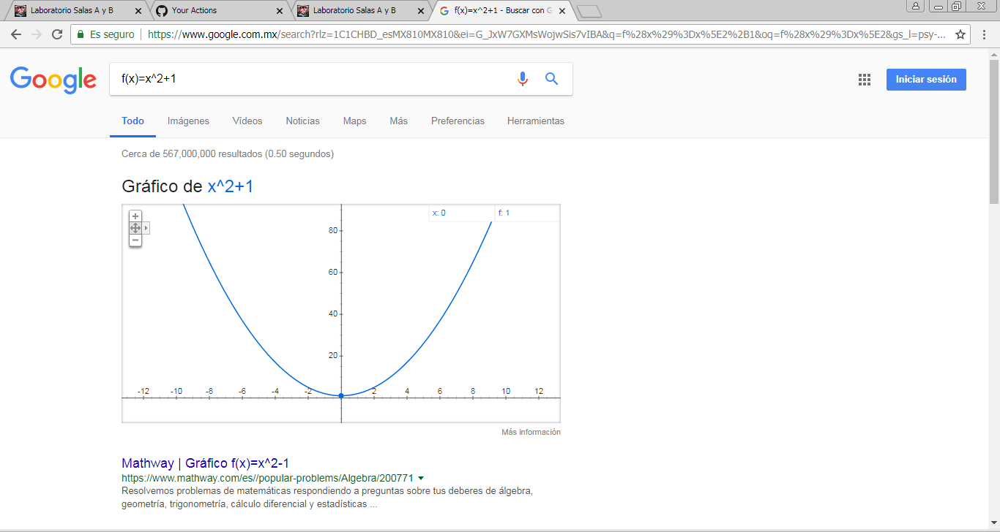 Laboratorio Salas A y B
Your Actions
Laboratorio Salas A y B
f(x)=x^2+1 - Buscar con G
Es seguro
https://www.google.com.mx/search?rlz=1C1CHBD_esMX810MX810&ei=G_JxW7GXMsWojwSis7vIBA&q=f%28x%29%3Dx%5E2%2B1&oq=f%28x%29%3Dx%5E2&gs_l=psy-...
Google
f(x)=x^2+1
Iniciar sesión
Todo
Imágenes
Vídeos
Noticias
Maps
Más
Preferencias
Herramientas
Cerca de 567,000,000 resultados (0.50 segundos)
Gráfico de x^2+1
x: 0
f: 1
80
60
40
20
-12 -10 -8 -6 -4 -2 2 4 6 8 10 12
Más información
Mathway | Gráfico f(x)=x^2-1
https://www.mathway.com/es//popular-problems/Algebra/200771
Resolvemos problemas de matemáticas respondiendo a preguntas sobre tus deberes de álgebra,
geometría, trigonometría, cálculo diferencial y estadísticas ...